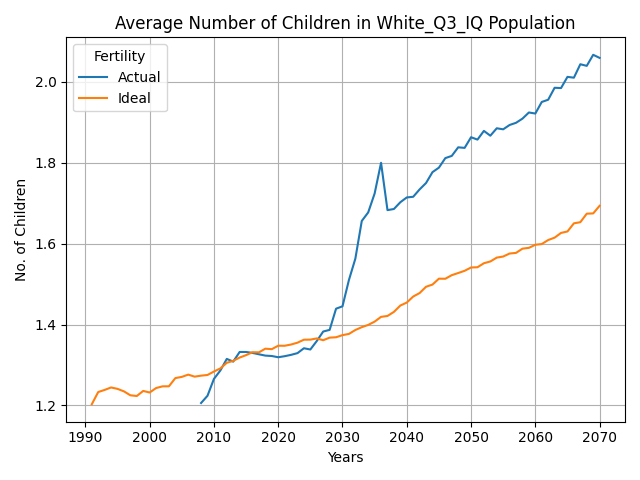 Average Number of Children in White_Q3_IQ Population
Fertility
Actual
Ideal
No. of Children
2.0
1.8
1.6
1.4
1.2
1990 2000 2010 2020 2030 2040 2050 2060 2070
Years